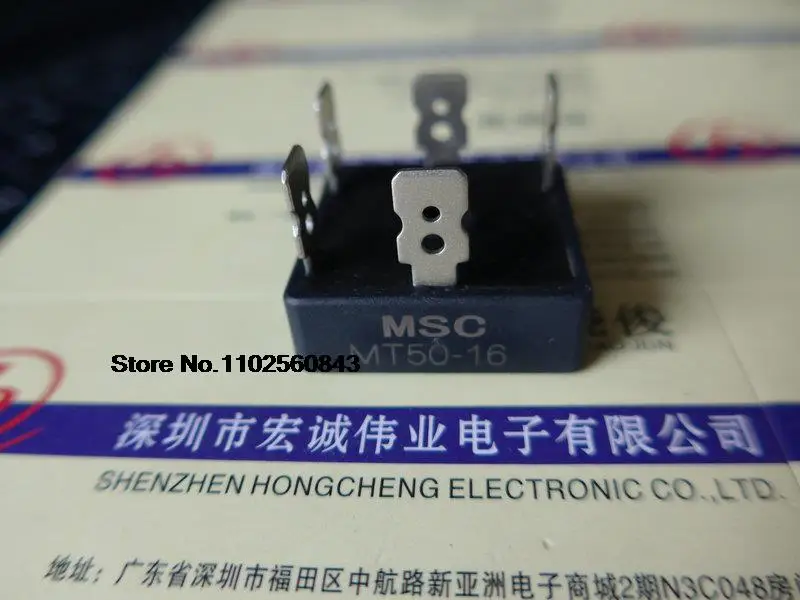 MSC
MT50-16
Store No.1102560843
深圳市宏诚伟业电子有限公司
SHENZHEN HONGCHENG ELECTRONIC CO.,LTD.
地址:广东省深圳市福田区中航路新亚洲电子商城2期N3C048房